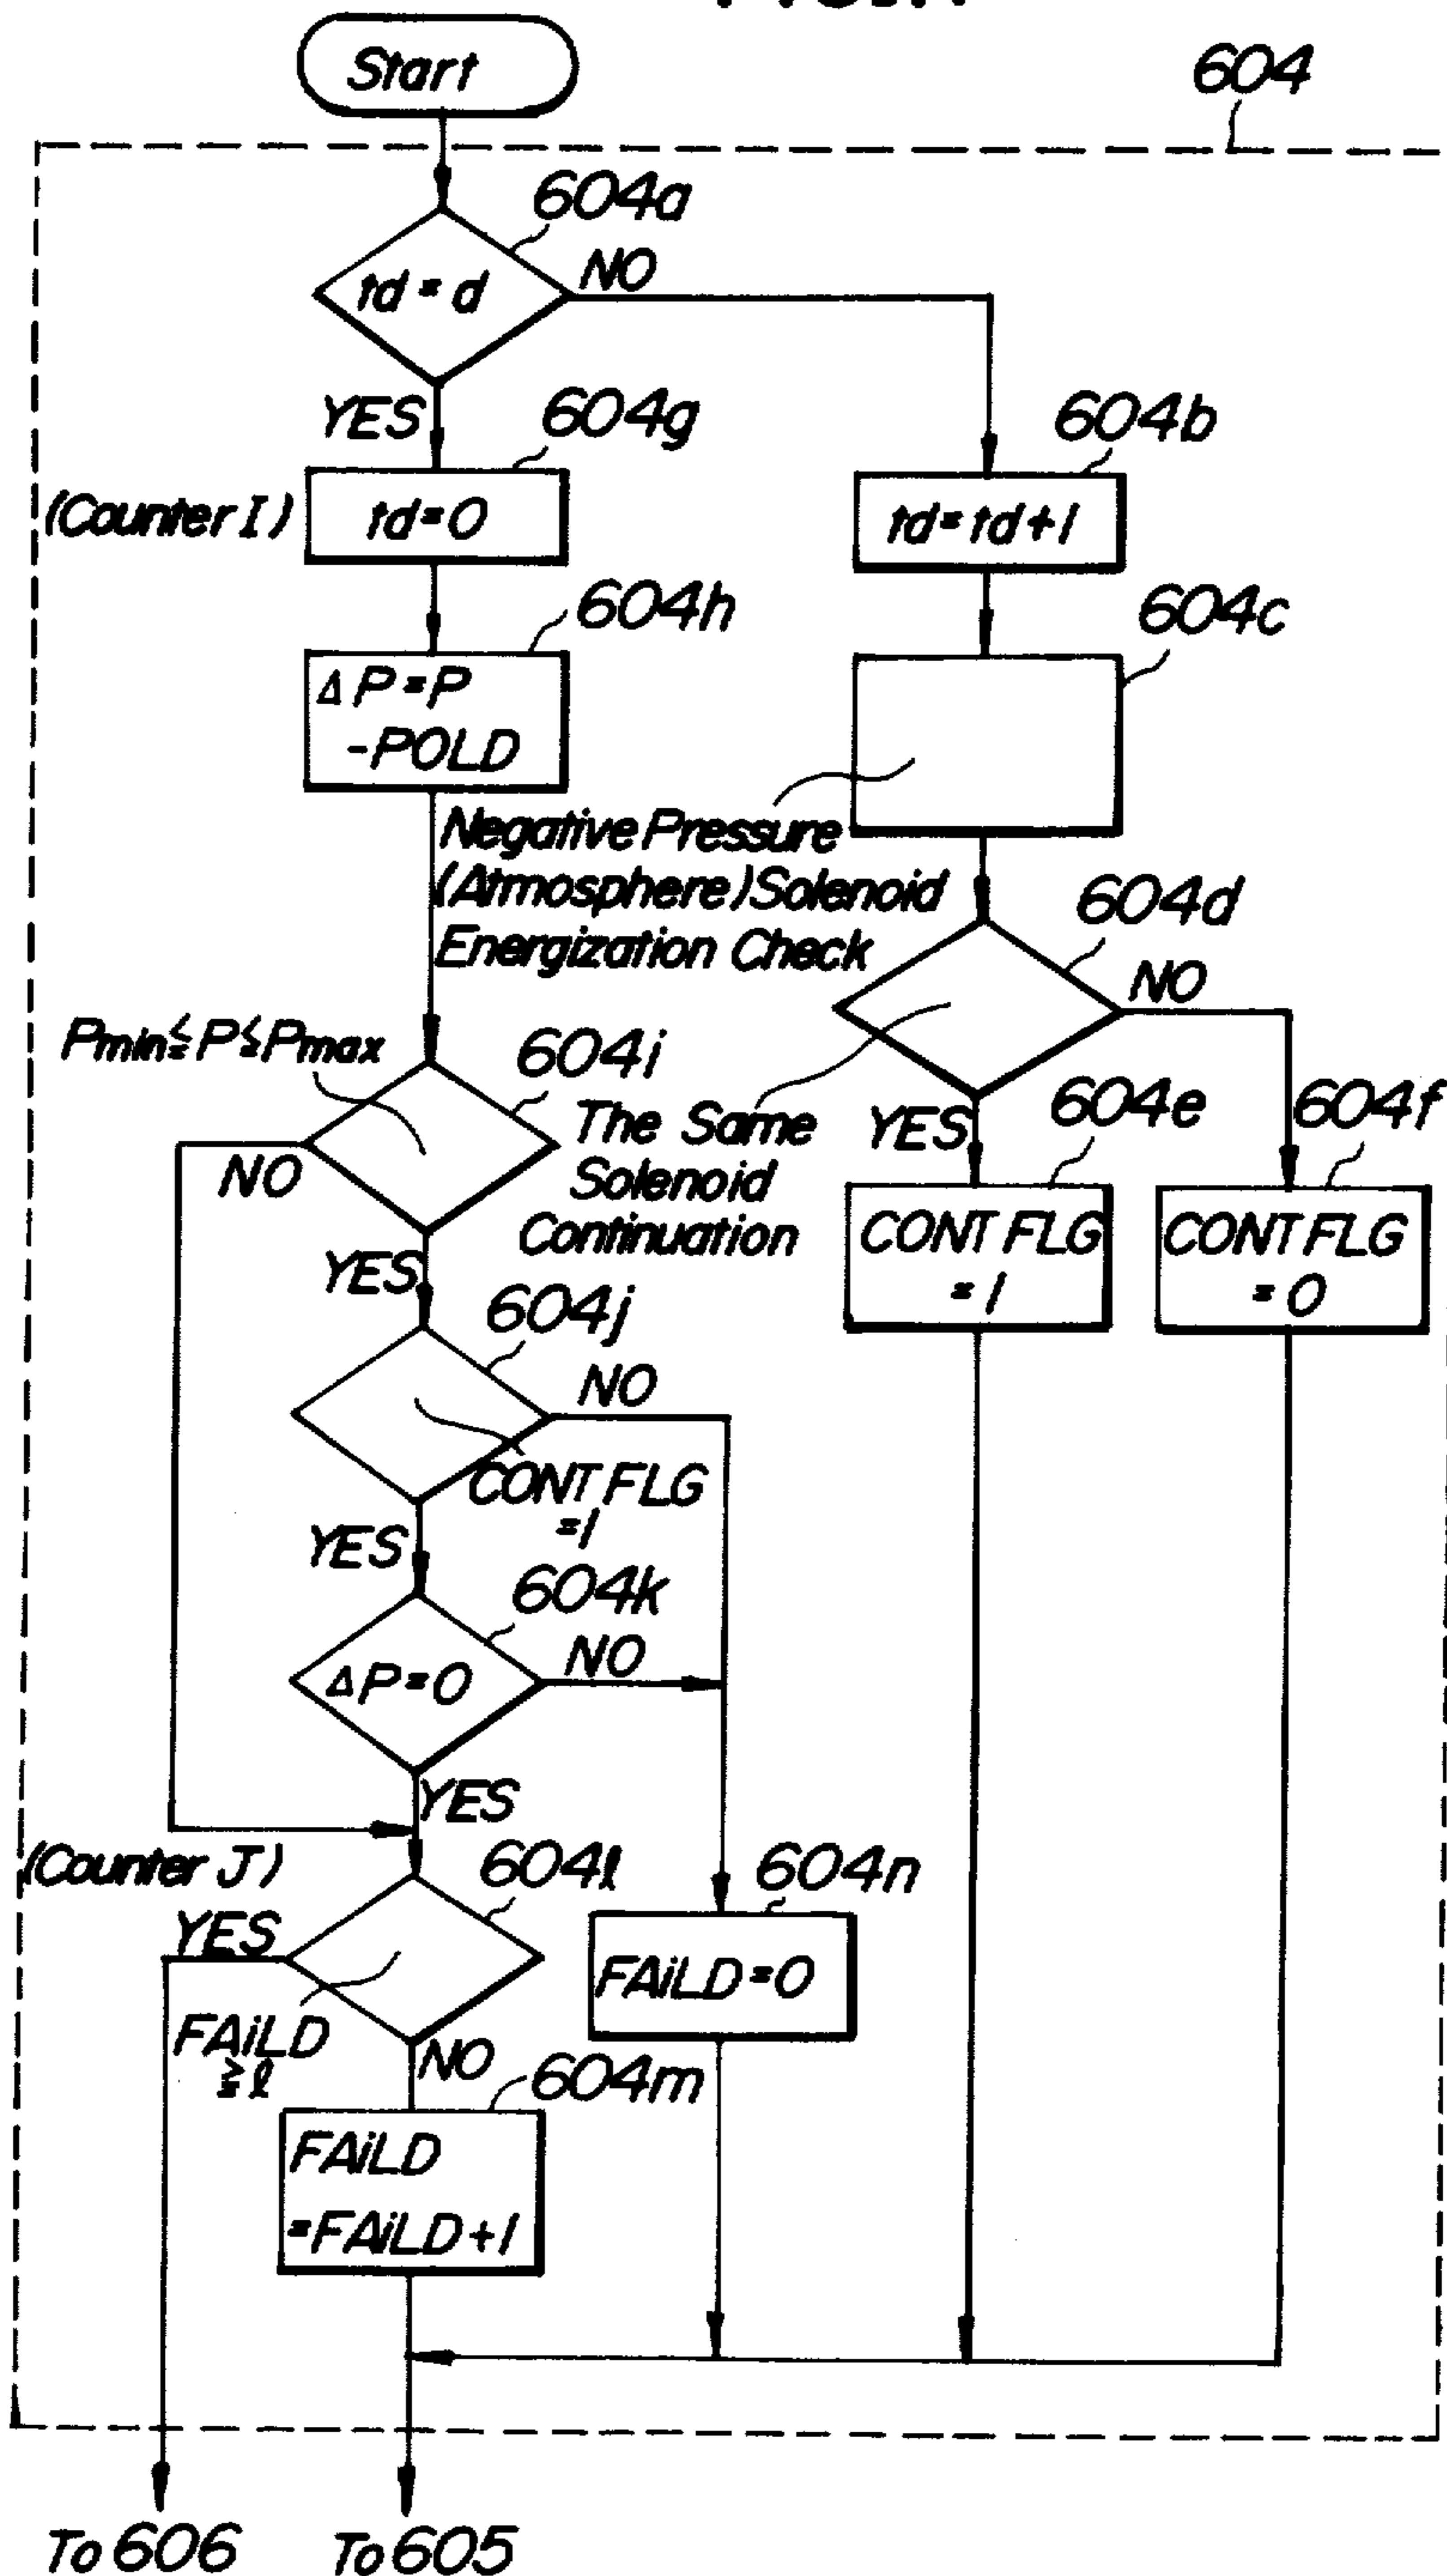 Start
604
604a
td = d
NO
YES
604g
604b
(Counter I)
td=0
td=td+1
604h
604c
ΔP=P
-POLD
Negative Pressure
(Atmosphere) Solenoid
Energization Check
604d
NO
Pmin≦P≦Pmax
604i
The Same
Solenoid
Continuation
YES
604e
604f
NO
YES
CONT FLG
=1
CONT FLG
=0
604j
NO
CONT FLG
=1
YES
604k
ΔP=0
NO
YES
(Counter J)
604l
604n
YES
FAiLD
≧l
FAiLD=0
NO
604m
FAiLD
=FAiLD+1
To 606
To 605